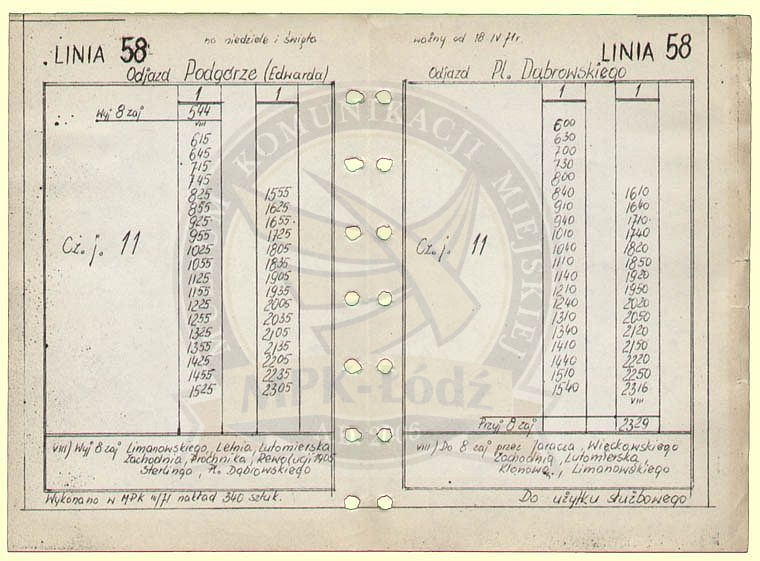 LINIA 58
na niedziele i święta
Odjazd Podgórze (Edwarda)
1 1
Wyj 8 zaj 544
VIII
615
645
715
745
825 1555
855 1625
925 1655
955 1725
1025 1805
1055 1835
1125 1905
1155 1935
1225 2005
1255 2035
1325 2105
1355 2135
1425 2205
1455 2235
1525 2305
Cz. j. 11
VIII) Wyj 8 zaj Limanowskiego, Letnia, Lutomierska
Zachodnia, Próchnika, Rewolucji 1905
Sterlinga, Pl. Dąbrowskiego
Wykonano w MPK III/71 nakład 340 sztuk.
ważny od 18 IV 71r.
LINIA 58
Odjazd Pl. Dąbrowskiego
1 1
600
630
700
730
800
840 1610
910 1640
940 1710
1010 1740
1040 1820
1110 1850
1140 1920
1210 1950
1240 2020
1310 2050
1340 2120
1410 2150
1440 2220
1510 2250
1540 2316
VIII
Cz. j. 11
Przyj 8 zaj 2329
VIII) Do 8 zaj przez Jaracza, Więckowskiego
Zachodnią, Lutomierską
Klonową, Limanowskiego
Do użytku służbowego
KOMUNIKACJI MIEJSKIEJ
MPK-Łódź